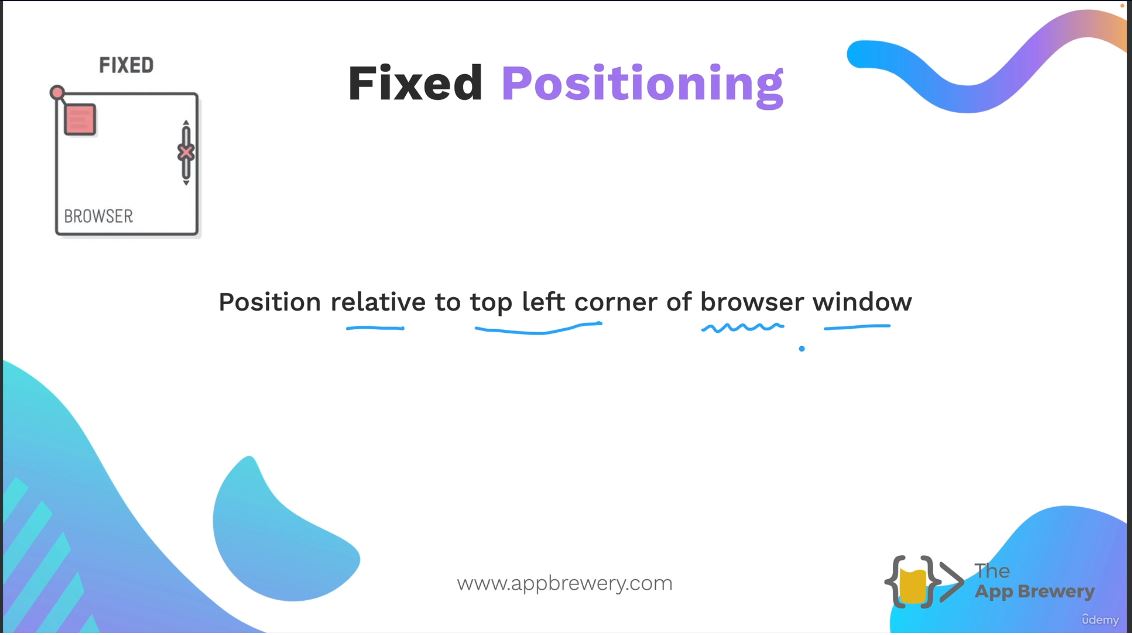 FIXED
Fixed Positioning
BROWSER
Position relative to top left corner of browser window
www.appbrewery.com
The
App Brewery
ûdemy